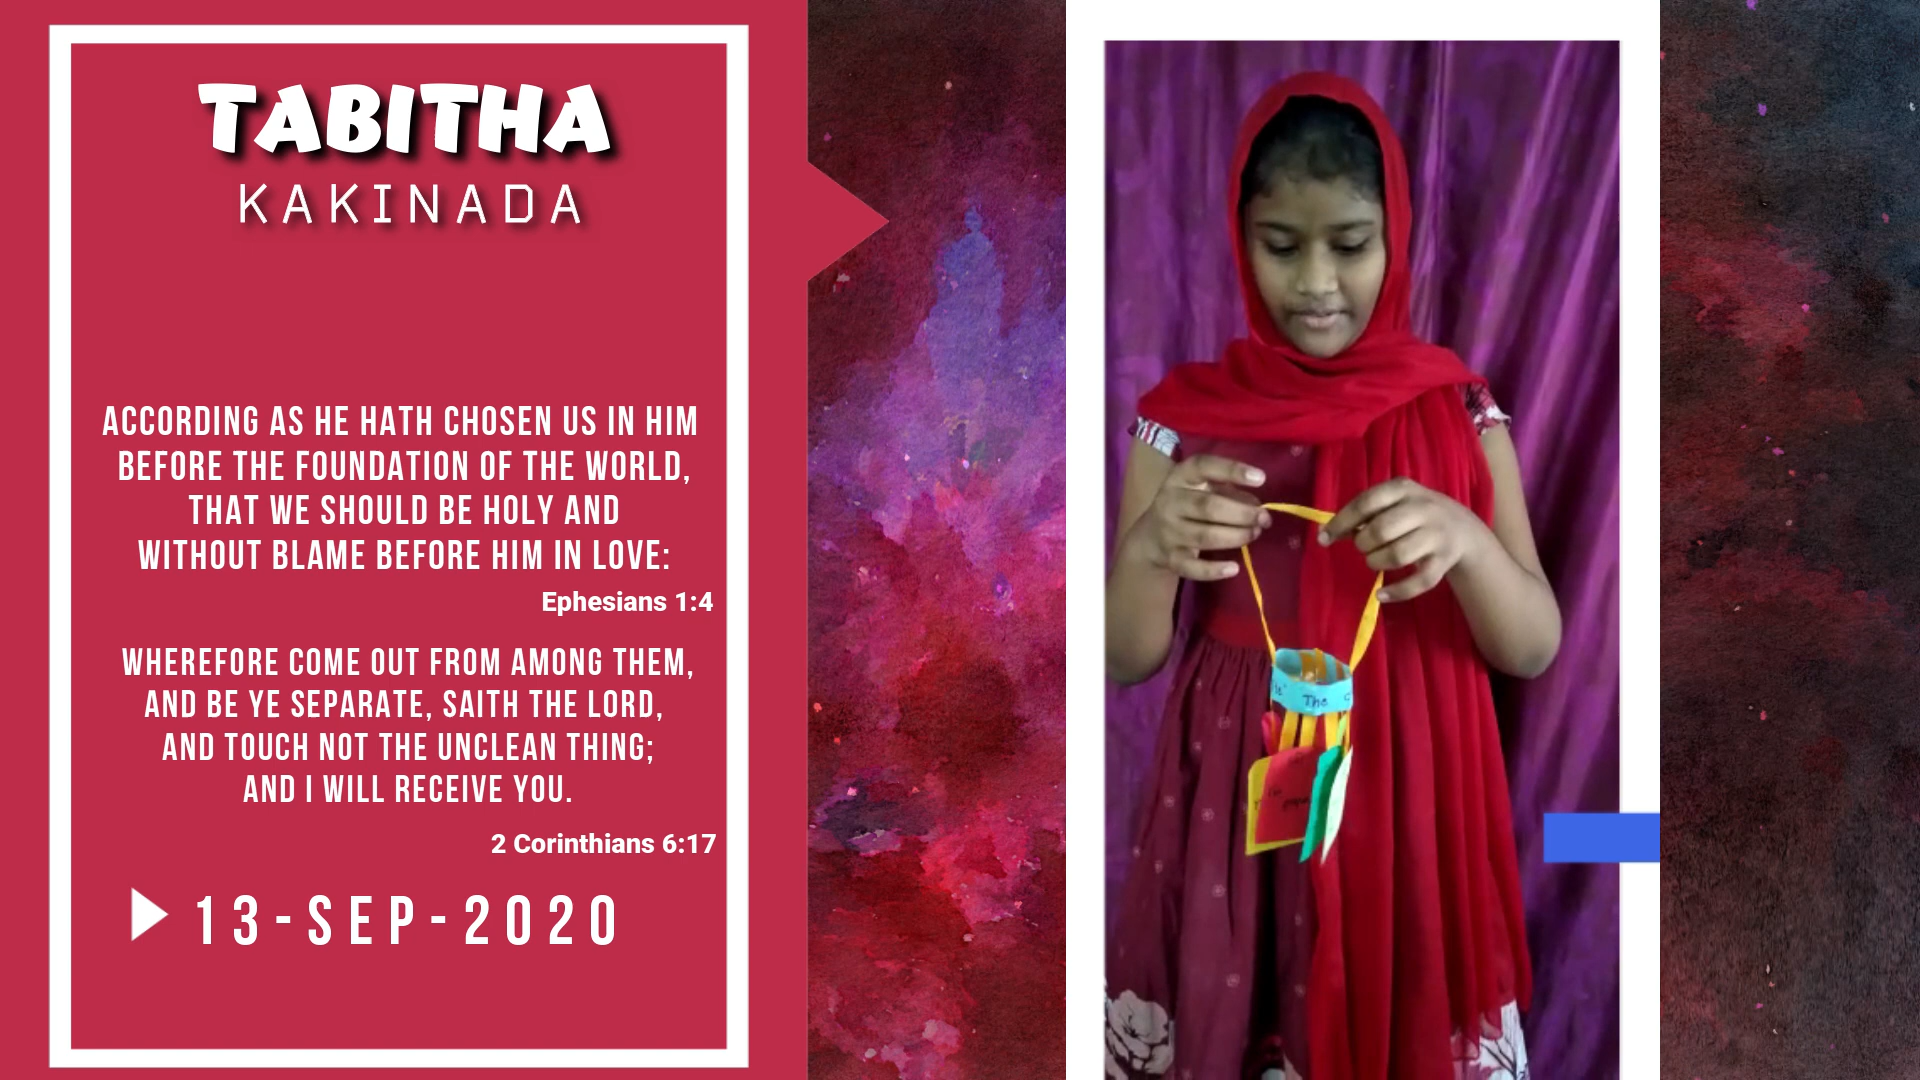 TABITHA
KAKINADA
ACCORDING AS HE HATH CHOSEN US IN HIM
BEFORE THE FOUNDATION OF THE WORLD,
THAT WE SHOULD BE HOLY AND
WITHOUT BLAME BEFORE HIM IN LOVE:
Ephesians 1:4
WHEREFORE COME OUT FROM AMONG THEM,
AND BE YE SEPARATE, SAITH THE LORD,
AND TOUCH NOT THE UNCLEAN THING;
AND I WILL RECEIVE YOU.
2 Corinthians 6:17
13-SEP-2020
The